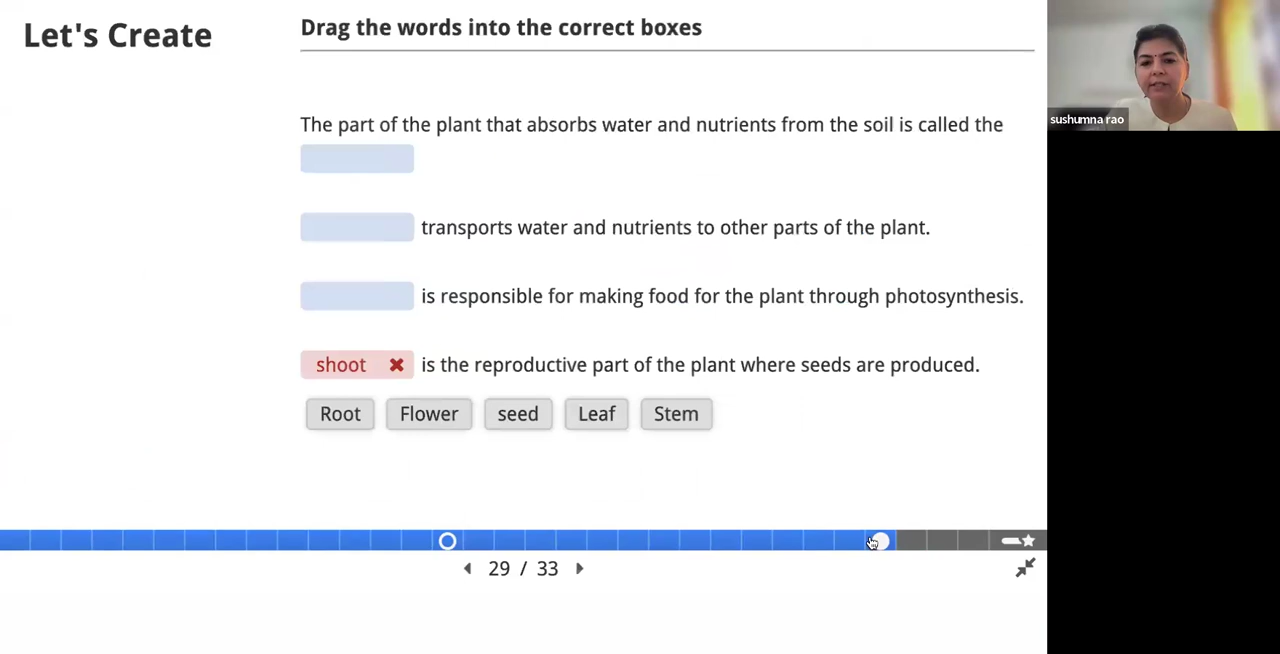 Let's Create
Drag the words into the correct boxes
The part of the plant that absorbs water and nutrients from the soil is called the
transports water and nutrients to other parts of the plant.
is responsible for making food for the plant through photosynthesis.
shoot ✖ is the reproductive part of the plant where seeds are produced.
Root Flower seed Leaf Stem
29 / 33
sushumna rao